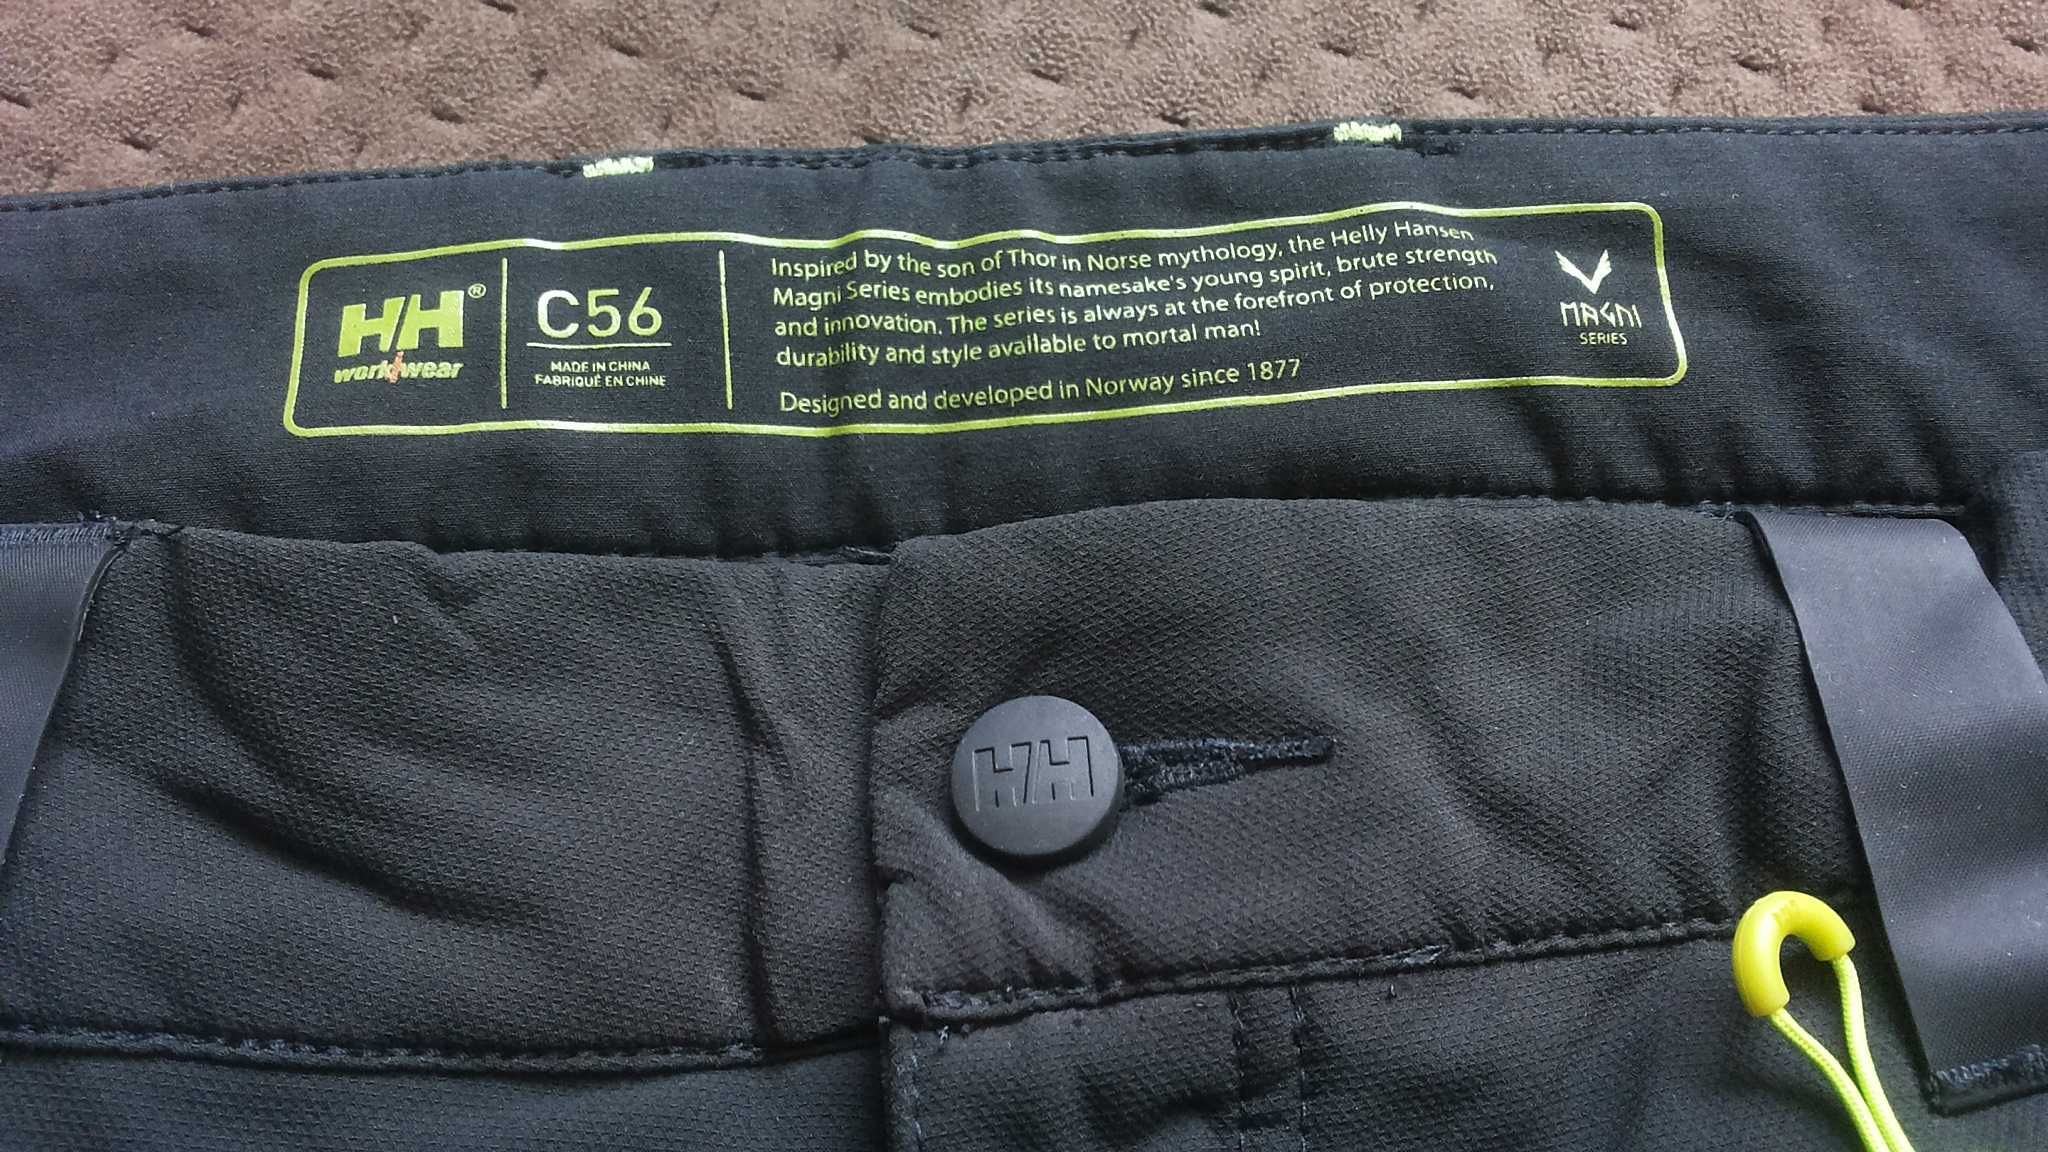 HH®
workwear
C56
MADE IN CHINA
FABRIQUÉ EN CHINE
Inspired by the son of Thor in Norse mythology, the Helly Hansen
Magni Series embodies its namesake's young spirit, brute strength
and innovation. The series is always at the forefront of protection,
durability and style available to mortal man!
Designed and developed in Norway since 1877
MAGNI
SERIES
HH